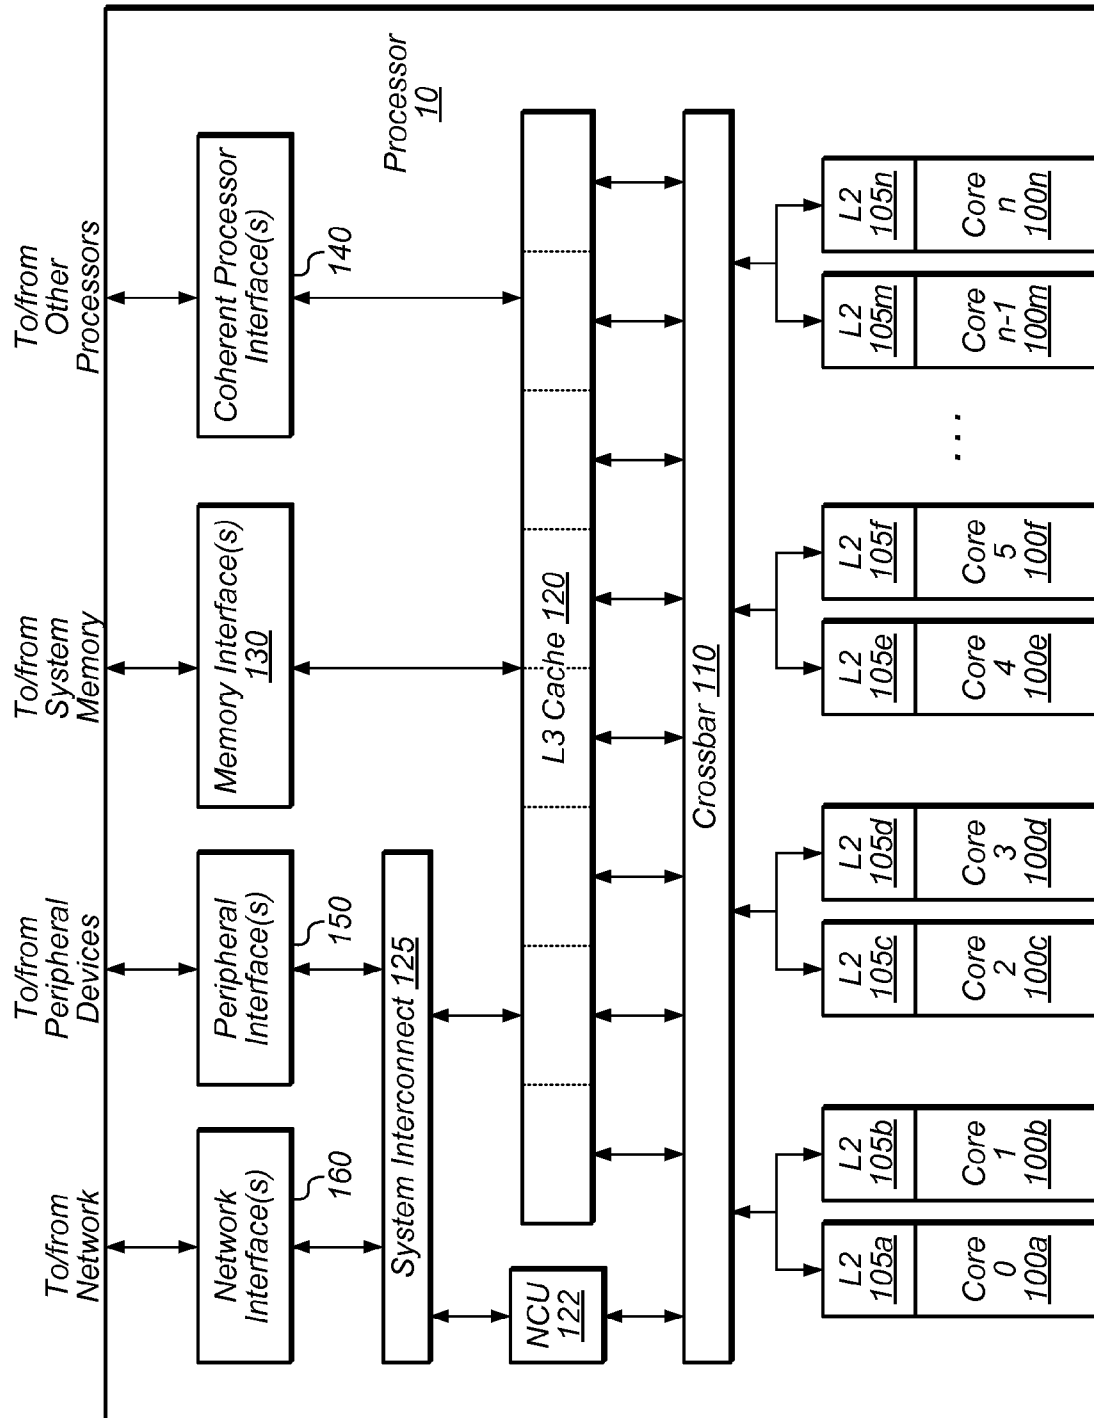 To/from
Network
To/from
Peripheral
Devices
To/from
System
Memory
To/from
Other
Processors
Network
Interface(s)
160
Peripheral
Interface(s)
150
Memory Interface(s)
130
Coherent Processor
Interface(s)
140
Processor
10
System Interconnect 125
NCU
122
L3 Cache 120
Crossbar 110
L2
105a
Core
0
100a
L2
105b
Core
1
100b
L2
105c
Core
2
100c
L2
105d
Core
3
100d
L2
105e
Core
4
100e
L2
105f
Core
5
100f
...
L2
105m
Core
n-1
100m
L2
105n
Core
n
100n